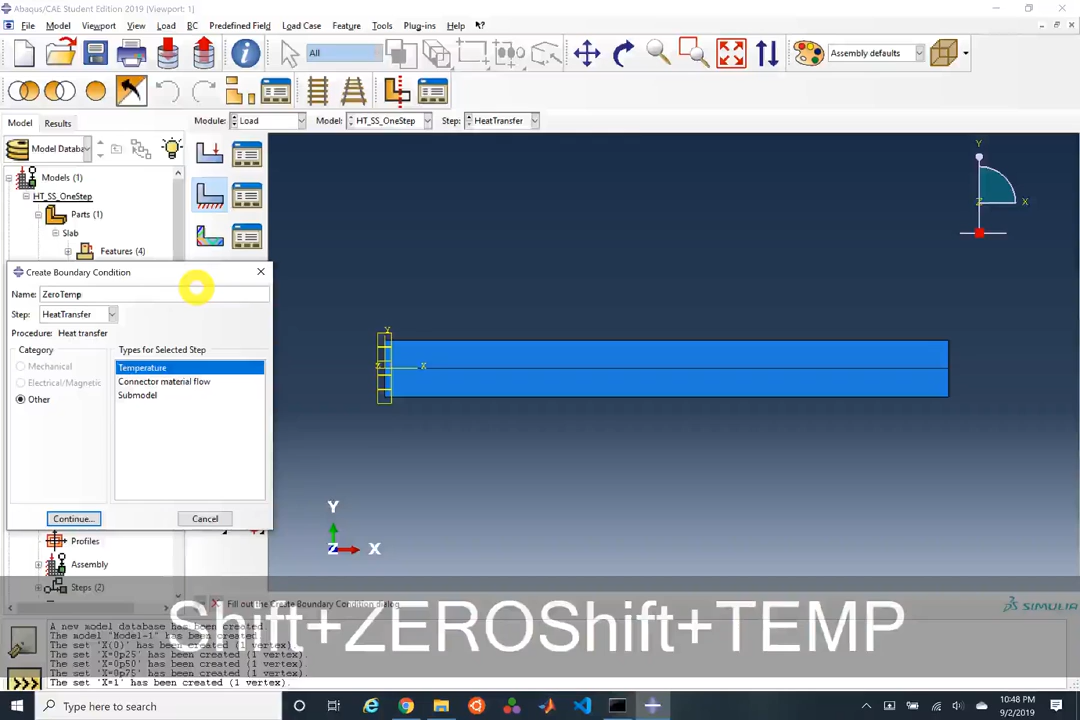 Abaqus/CAE Student Edition 2019 (Viewport: 1)
File Model Viewport View Load BC Predefined Field Load Case Feature Tools Plug-ins Help
All
Assembly defaults
Model Results
Module: Load Model: HT_SS_OneStep Step: HeatTransfer
Model Databa
Models (1)
HT_SS_OneStep
Parts (1)
Slab
Features (4)
Create Boundary Condition
Name: ZeroTemp
Step: HeatTransfer
Procedure: Heat transfer
Category
Types for Selected Step
Mechanical
Electrical/Magnetic
Other
Temperature
Connector material flow
Submodel
Continue...
Cancel
Profiles
Assembly
Steps (2)
Y
X
Z
Y
X
Z
Y
X
Z
Fill out the Create Boundary Condition dialog
Shift+ZEROShift+TEMP
SIMULIA
A new model database has been created.
The model "Model-1" has been created.
The set 'X(0)' has been created (1 vertex).
The set 'X=0p25' has been created (1 vertex).
The set 'X=0p50' has been created (1 vertex).
The set 'X=0p75' has been created (1 vertex).
The set 'X=1' has been created (1 vertex).
Type here to search
10:48 PM
9/2/2019